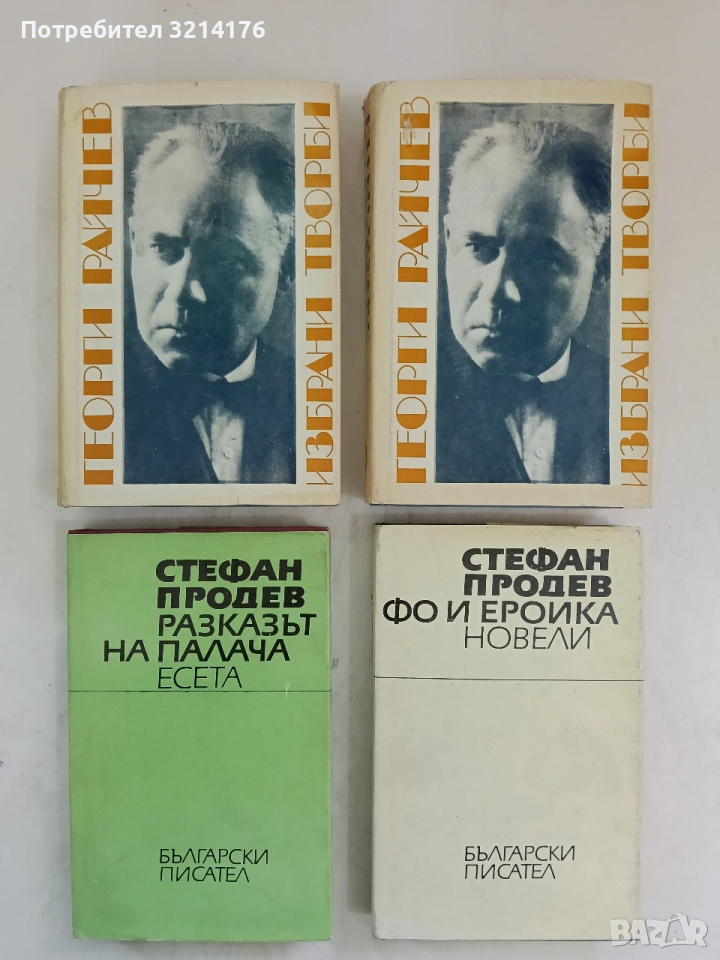 Потребител 3214176
ГЕОРГИ РАЙЧЕВ
ИЗБРАНИ ТВОРБИ
ГЕОРГИ РАЙЧЕВ
ИЗБРАНИ ТВОРБИ
СТЕФАН
ПРОДЕВ
РАЗКАЗЪТ
НА ПАЛАЧА
ЕСЕТА
БЪЛГАРСКИ
ПИСАТЕЛ
СТЕФАН
ПРОДЕВ
ФО И ЕРОИКА
НОВЕЛИ
БЪЛГАРСКИ
ПИСАТЕЛ
BAZAR